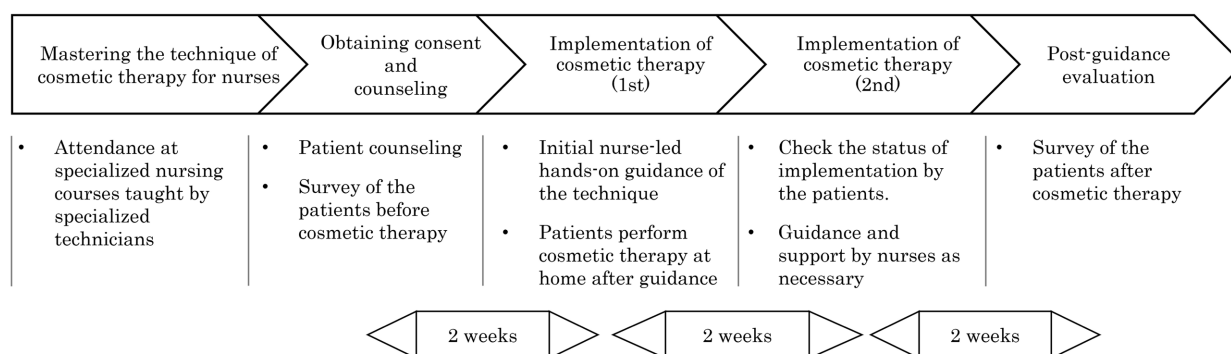 Mastering the technique of
cosmetic therapy for nurses
Obtaining consent
and
counseling
Implementation of
cosmetic therapy
(1st)
Implementation of
cosmetic therapy
(2nd)
Post-guidance
evaluation
• Attendance at
specialized nursing
courses taught by
specialized
technicians
• Patient counseling
• Survey of the
patients before
cosmetic therapy
• Initial nurse-led
hands-on guidance of
the technique
• Patients perform
cosmetic therapy at
home after guidance
• Check the status of
implementation by
the patients.
• Guidance and
support by nurses as
necessary
• Survey of the
patients after
cosmetic therapy
2 weeks
2 weeks
2 weeks